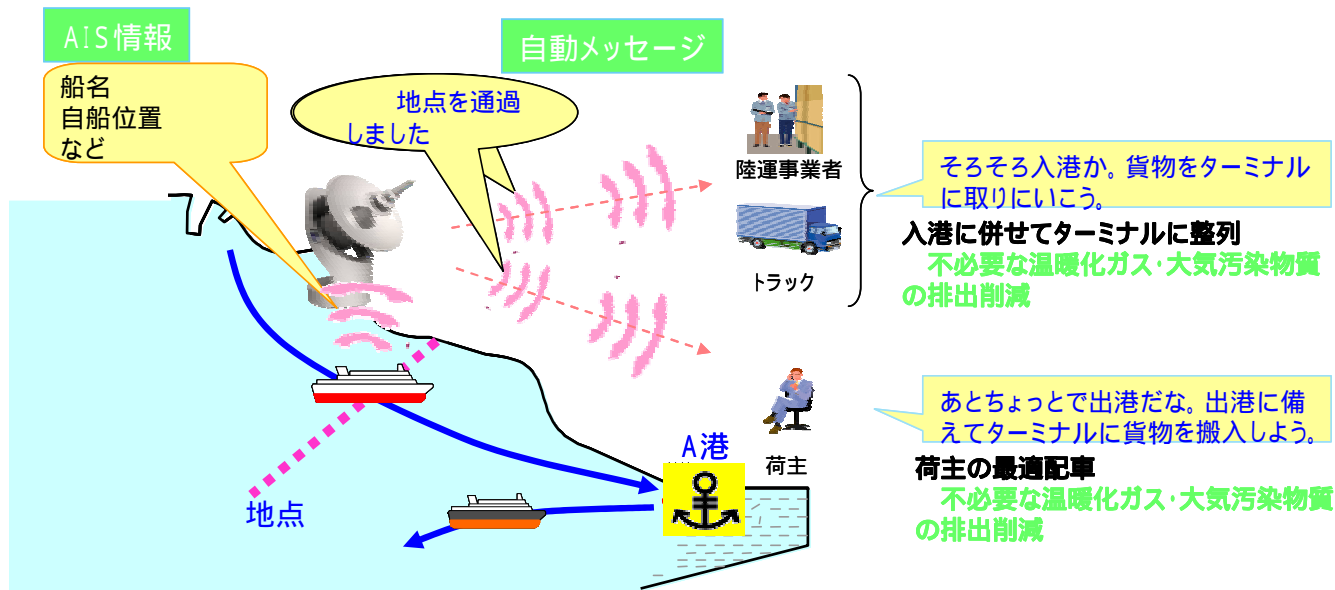 AIS情報
船名
自船位置
など
自動メッセージ
地点を通過
しました
陸運事業者
トラック
そろそろ入港か。貨物をターミナル
に取りにいこう。
入港に併せてターミナルに整列
不必要な温暖化ガス・大気汚染物質
の排出削減
荷主
あとちょっとで出港だな。出港に備
えてターミナルに貨物を搬入しよう。
荷主の最適配車
不必要な温暖化ガス・大気汚染物質
の排出削減
A港
地点